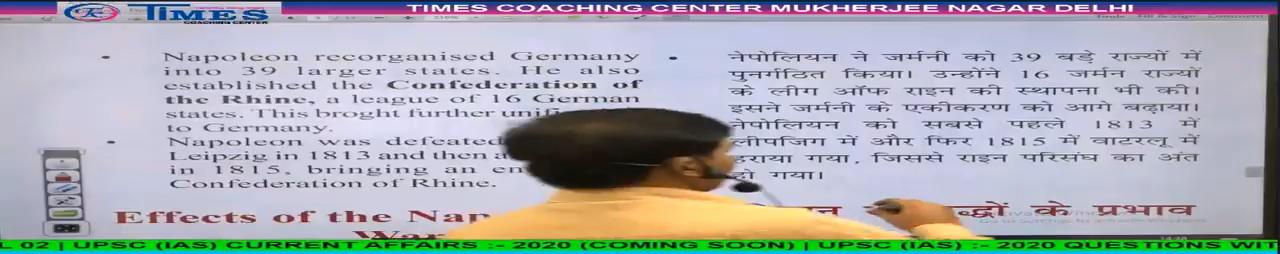 TIMES COACHING CENTER MUKHERJEE NAGAR DELHI
TIMES
COACHING CENTER
Napoleon recorganised Germany
into 39 larger states. He also
established the Confederation of
the Rhine, a league of 16 German
states. This broght further
to Germany.
Napoleon was defeated
Leipzig in 1813 and then
in 1815, bringing an
Confederation of Rhine.
नेपोलियन ने जर्मनी को 39 बड़े राज्यों में
पुनर्गठित किया। उन्होंने 16 जर्मन राज्यों
के लीग ऑफ राइन की स्थापना भी की।
इसने जर्मनी के एकीकरण को आगे बढ़ाया।
नेपोलियन को सबसे पहले 1813 में
लीपजिग में और फिर 1815 में वाटरलू में
हराया गया, जिससे राइन परिसंघ का अंत
हो गया।
Effects of the
के प्रभाव
02 | UPSC (IAS) CURRENT AFFAIRS :- 2020 (COMING SOON) | UPSC (IAS) :- 2020 QUESTIONS